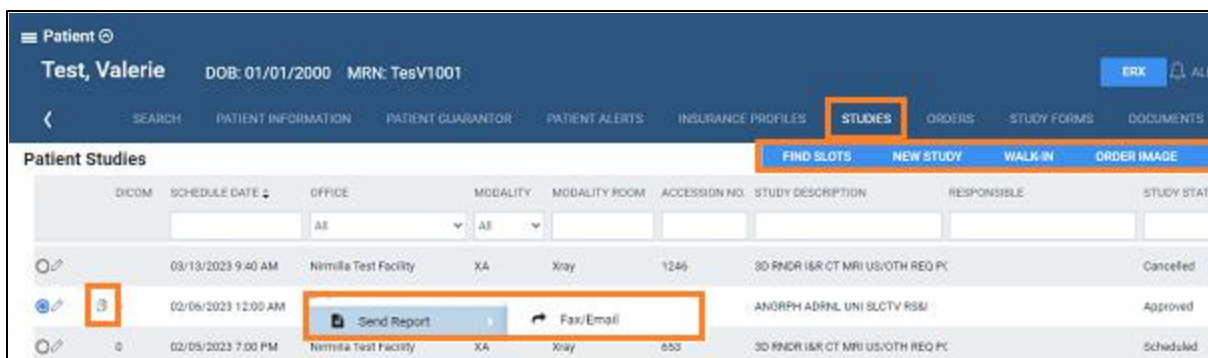 Patient
Test, Valerie DOB: 01/01/2000 MRN: TesV1001 ERX AL
SEARCH PATIENT INFORMATION PATIENT GUARANTOR PATIENT ALERTS INSURANCE PROFILES STUDIES ORDERS STUDY FORMS DOCUMENTS
Patient Studies FIND SLOTS NEW STUDY WALK-IN ORDER IMAGE
DICOM SCHEDULE DATE OFFICE MODALITY MODALITY ROOM ACCESSION NO. STUDY DESCRIPTION RESPONSIBLE STUDY STAT
All All
03/13/2023 9:40 AM Nirmilla Test Facility XA Xray 1246 3D RNDR I&R CT MRI US/OTH REQ PC Cancelled
02/06/2023 12:00 AM ANGRPH ADRNL UNI SLCTV RS&I Approved
Send Report Fax/Email
0 02/05/2023 7:00 PM Nirmilla Test Facility XA Xray 653 3D RNDR I&R CT MRI US/OTH REQ PC Scheduled